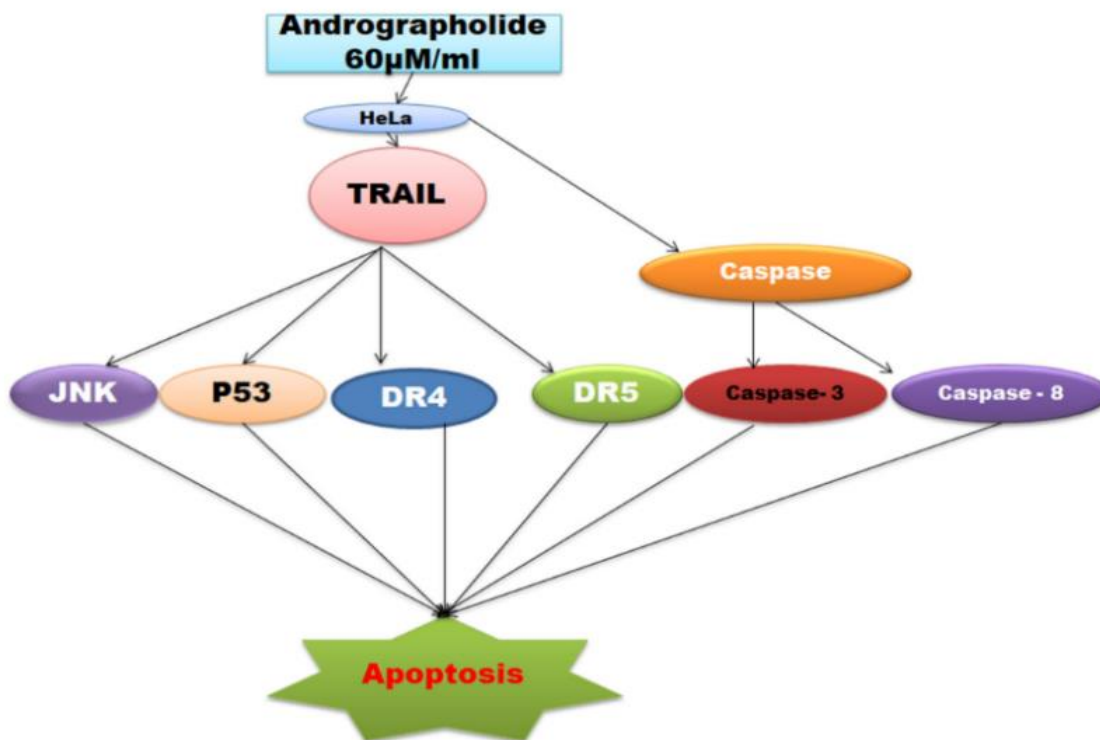 Andrographolide
60µM/ml
HeLa
TRAIL
Caspase
JNK
P53
DR4
DR5
Caspase- 3
Caspase - 8
Apoptosis